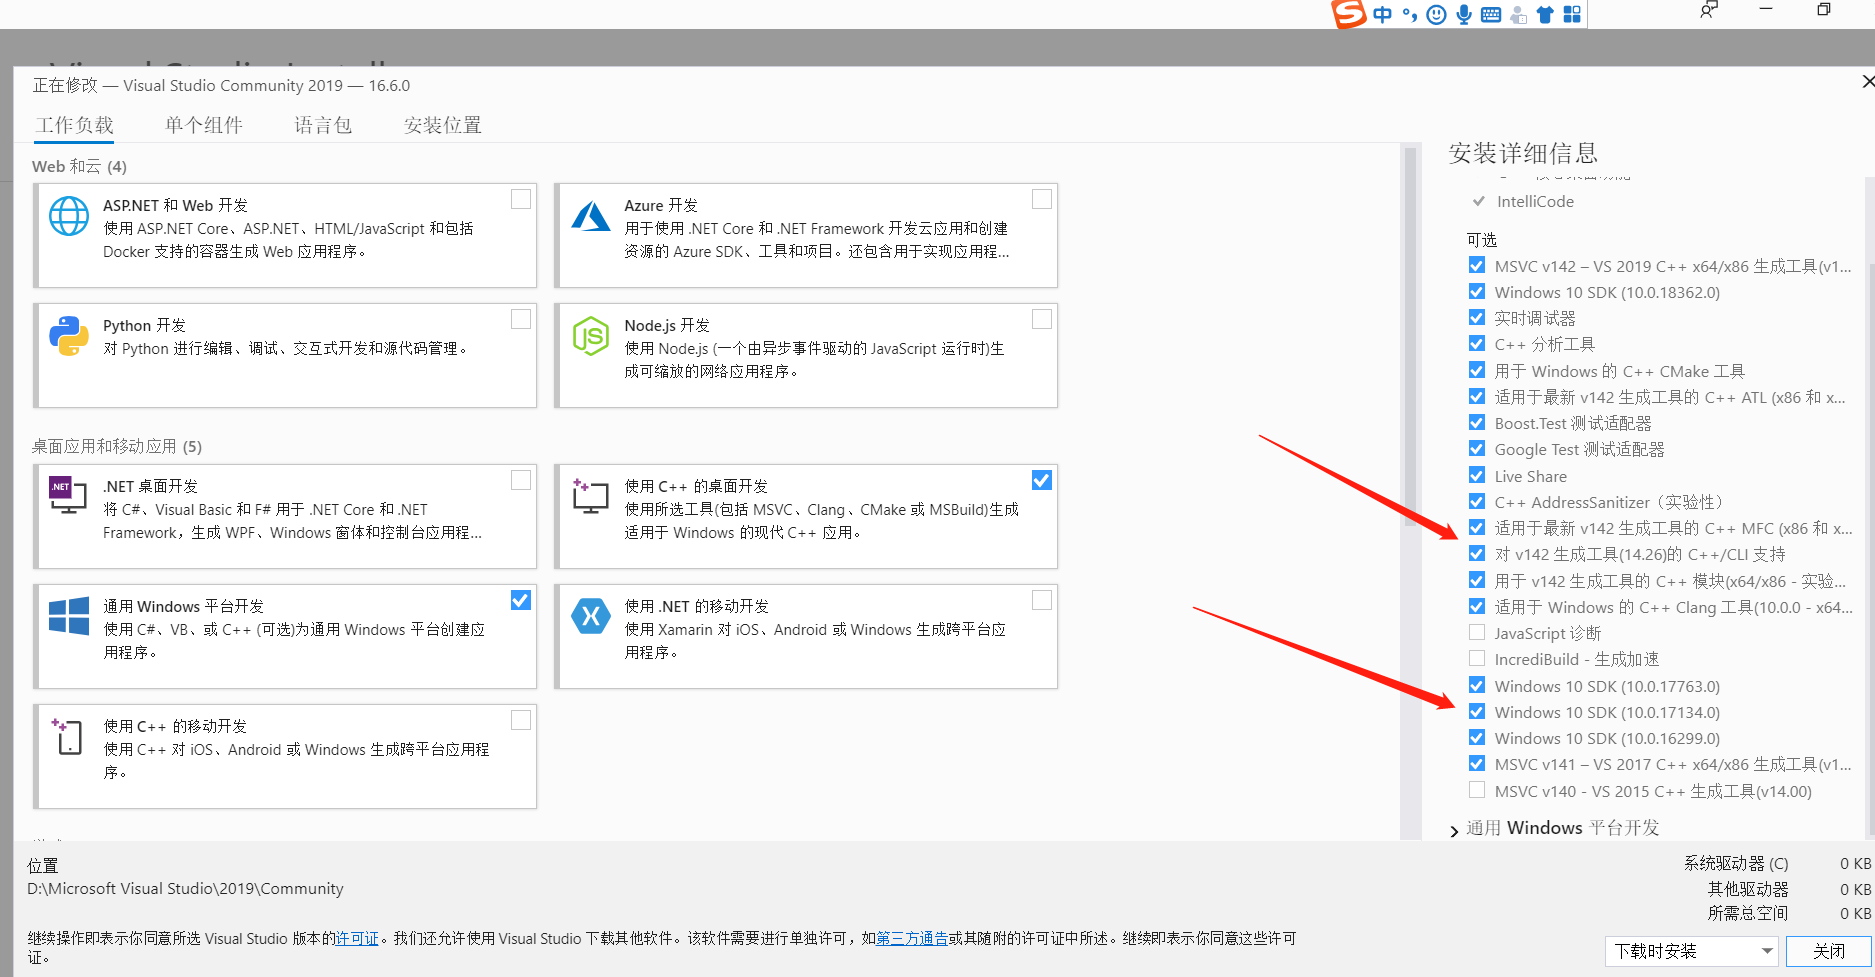 中
正在修改 — Visual Studio Community 2019 — 16.6.0
工作负载
单个组件
语言包
安装位置
Web 和云 (4)
ASP.NET 和 Web 开发
使用 ASP.NET Core、ASP.NET、HTML/JavaScript 和包括
Docker 支持的容器生成 Web 应用程序。
Azure 开发
用于使用 .NET Core 和 .NET Framework 开发云应用和创建
资源的 Azure SDK、工具和项目。还包含用于实现应用程...
Python 开发
对 Python 进行编辑、调试、交互式开发和源代码管理。
Node.js 开发
使用 Node.js (一个由异步事件驱动的 JavaScript 运行时)生
成可缩放的网络应用程序。
桌面应用和移动应用 (5)
.NET
.NET 桌面开发
将 C#、Visual Basic 和 F# 用于 .NET Core 和 .NET
Framework，生成 WPF、Windows 窗体和控制台应用程...
使用 C++ 的桌面开发
使用所选工具(包括 MSVC、Clang、CMake 或 MSBuild)生成
适用于 Windows 的现代 C++ 应用。
通用 Windows 平台开发
使用 C#、VB、或 C++ (可选)为通用 Windows 平台创建应
用程序。
使用 .NET 的移动开发
使用 Xamarin 对 iOS、Android 或 Windows 生成跨平台应
用程序。
使用 C++ 的移动开发
使用 C++ 对 iOS、Android 或 Windows 生成跨平台应用程
序。
安装详细信息
IntelliCode
可选
MSVC v142 – VS 2019 C++ x64/x86 生成工具(v1...
Windows 10 SDK (10.0.18362.0)
实时调试器
C++ 分析工具
用于 Windows 的 C++ CMake 工具
适用于最新 v142 生成工具的 C++ ATL (x86 和 x...
Boost.Test 测试适配器
Google Test 测试适配器
Live Share
C++ AddressSanitizer（实验性）
适用于最新 v142 生成工具的 C++ MFC (x86 和 x...
对 v142 生成工具(14.26)的 C++/CLI 支持
用于 v142 生成工具的 C++ 模块(x64/x86 - 实验...
适用于 Windows 的 C++ Clang 工具(10.0.0 - x64...
JavaScript 诊断
IncrediBuild - 生成加速
Windows 10 SDK (10.0.17763.0)
Windows 10 SDK (10.0.17134.0)
Windows 10 SDK (10.0.16299.0)
MSVC v141 – VS 2017 C++ x64/x86 生成工具(v1...
MSVC v140 - VS 2015 C++ 生成工具(v14.00)
通用 Windows 平台开发
位置
D:\Microsoft Visual Studio\2019\Community
系统驱动器 (C) 0 KB
其他驱动器 0 KB
所需总空间 0 KB
继续操作即表示你同意所选 Visual Studio 版本的许可证。我们还允许使用 Visual Studio 下载其他软件。该软件需要进行单独许可，如第三方通告或其随附的许可证中所述。继续即表示你同意这些许可
证。
下载时安装
关闭